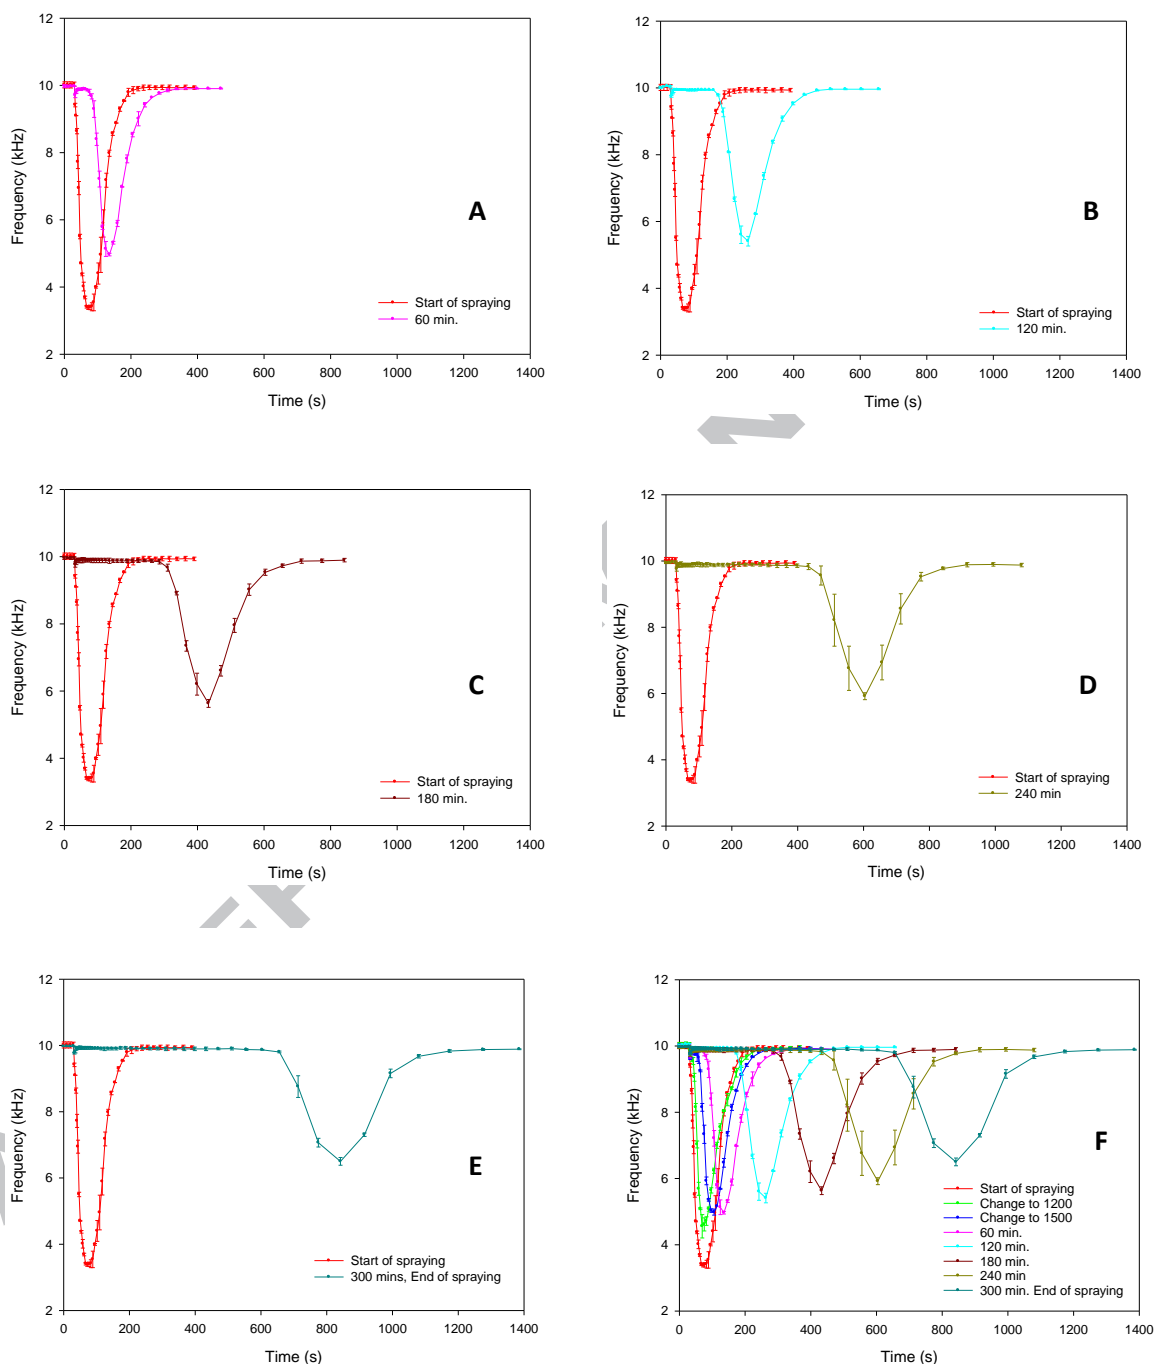 12
10
8
6
4
2
Frequency (kHz)
A
Start of spraying
60 min.
0 200 400 600 800 1000 1200 1400
Time (s)
12
10
8
6
4
2
Frequency (kHz)
B
Start of spraying
120 min.
0 200 400 600 800 1000 1200 1400
Time (s)
12
10
8
6
4
2
Frequency (kHz)
C
Start of spraying
180 min.
0 200 400 600 800 1000 1200 1400
Time (s)
12
10
8
6
4
2
Frequency (kHz)
D
Start of spraying
240 min
0 200 400 600 800 1000 1200 1400
Time (s)
12
10
8
6
4
2
Frequency (kHz)
E
Start of spraying
300 mins, End of spraying
0 200 400 600 800 1000 1200 1400
Time (s)
12
10
8
6
4
2
Frequency (kHz)
F
Start of spraying
Change to 1200
Change to 1500
60 min.
120 min.
180 min.
240 min
300 min. End of spraying
0 200 400 600 800 1000 1200 1400
Time (s)